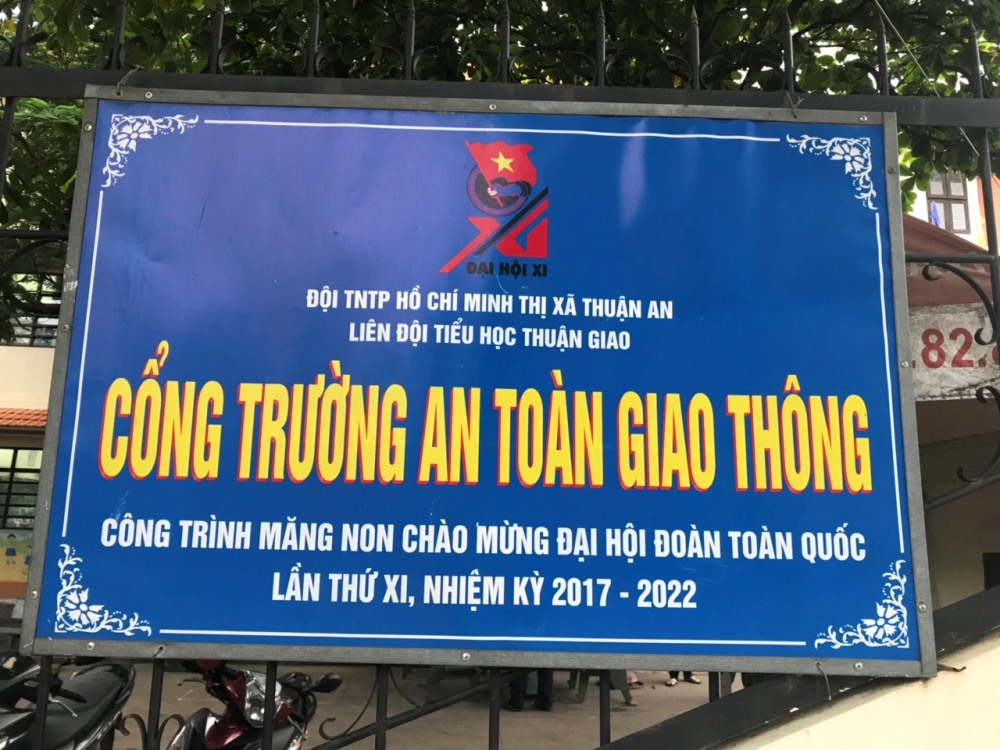 XI
ĐẠI HỘI XI
ĐỘI TNTP HỒ CHÍ MINH THỊ XÃ THUẬN AN
LIÊN ĐỘI TIỂU HỌC THUẬN GIAO
CỔNG TRƯỜNG AN TOÀN GIAO THÔNG
CÔNG TRÌNH MĂNG NON CHÀO MỪNG ĐẠI HỘI ĐOÀN TOÀN QUỐC
LẦN THỨ XI, NHIỆM KỲ 2017 - 2022
.82.